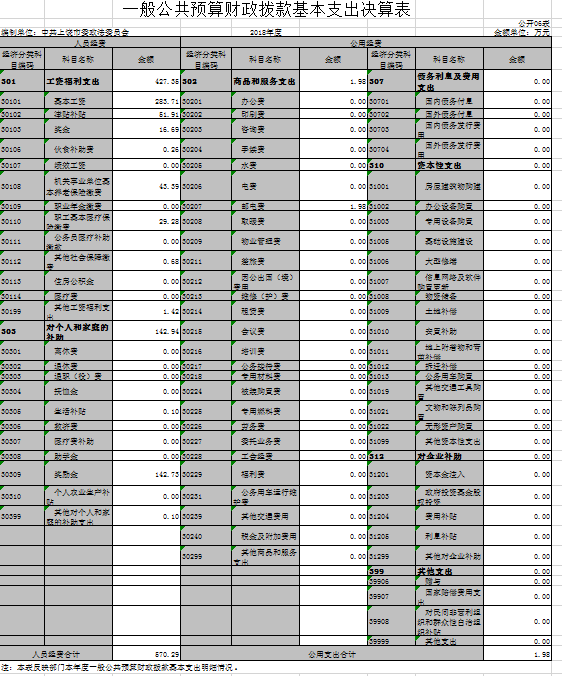 一般公共预算财政拨款基本支出决算表
公开06表
编制单位：中共上饶市委政法委员会 2018年度 金额单位：万元
人员经费 公用经费
经济分类科目编码 科目名称 金额 经济分类科目编码 科目名称 金额 经济分类科目编码 科目名称 金额
301 工资福利支出 427.35 302 商品和服务支出 1.98 307 债务利息及费用支出 0.00
30101 基本工资 283.71 30201 办公费 0.00 30701 国内债务付息 0.00
30102 津贴补贴 51.91 30202 印刷费 0.00 30702 国外债务付息 0.00
30103 奖金 16.69 30203 咨询费 0.00 30703 国内债务发行费用 0.00
30106 伙食补助费 0.26 30204 手续费 0.00 30704 国外债务发行费用 0.00
30107 绩效工资 0.00 30205 水费 0.00 310 资本性支出 0.00
30108 机关事业单位基本养老保险缴费 43.39 30206 电费 0.00 31001 房屋建筑物购建 0.00
30109 职业年金缴费 0.00 30207 邮电费 1.98 31002 办公设备购置 0.00
30110 职工基本医疗保险缴费 29.28 30208 取暖费 0.00 31003 专用设备购置 0.00
30111 公务员医疗补助缴款 0.00 30209 物业管理费 0.00 31005 基础设施建设 0.00
30112 其他社会保障缴费 0.68 30211 差旅费 0.00 31006 大型修缮 0.00
30113 住房公积金 0.00 30212 因公出国（境）费用 0.00 31007 信息网络及软件购置更新 0.00
30114 医疗费 0.00 30213 维修（护）费 0.00 31008 物资储备 0.00
30199 其他工资福利支出 1.42 30214 租赁费 0.00 31009 土地补偿 0.00
303 对个人和家庭的补助 142.94 30215 会议费 0.00 31010 安置补助 0.00
30301 离休费 0.00 30216 培训费 0.00 31011 地上附着物和青苗补偿 0.00
30302 退休费 0.00 30217 公务接待费 0.00 31012 拆迁补偿 0.00
30303 退职（役）费 0.00 30218 专用材料费 0.00 31013 公务用车购置 0.00
30304 抚恤金 0.00 30224 被装购置费 0.00 31019 其他交通工具购置 0.00
30305 生活补贴 0.10 30225 专用燃料费 0.00 31021 文物和陈列品购置 0.00
30306 救济费 0.00 30226 劳务费 0.00 31022 无形资产购置 0.00
30307 医疗费补助 0.00 30227 委托业务费 0.00 31099 其他资本性支出 0.00
30308 助学金 0.00 30228 工会经费 0.00 312 对企业补助 0.00
30309 奖励金 142.73 30229 福利费 0.00 31201 资本金注入 0.00
30310 个人农业生产补贴 0.00 30231 公务用车运行维护费 0.00 31203 政府投资基金股权投资 0.00
30399 其他对个人和家庭的补助支出 0.10 30239 其他交通费用 0.00 31204 费用补贴 0.00
30240 税金及附加费用 0.00 31205 利息补贴 0.00
30299 其他商品和服务支出 0.00 31299 其他对企业补助 0.00
399 其他支出 0.00
39906 赠与 0.00
39907 国家赔偿费用支出 0.00
39908 对民间非营利组织和群众性自治组织补贴 0.00
39999 其他支出 0.00
人员经费合计 570.29 公用支出合计 1.98
注：本表反映部门本年度一般公共预算财政拨款基本支出明细情况。